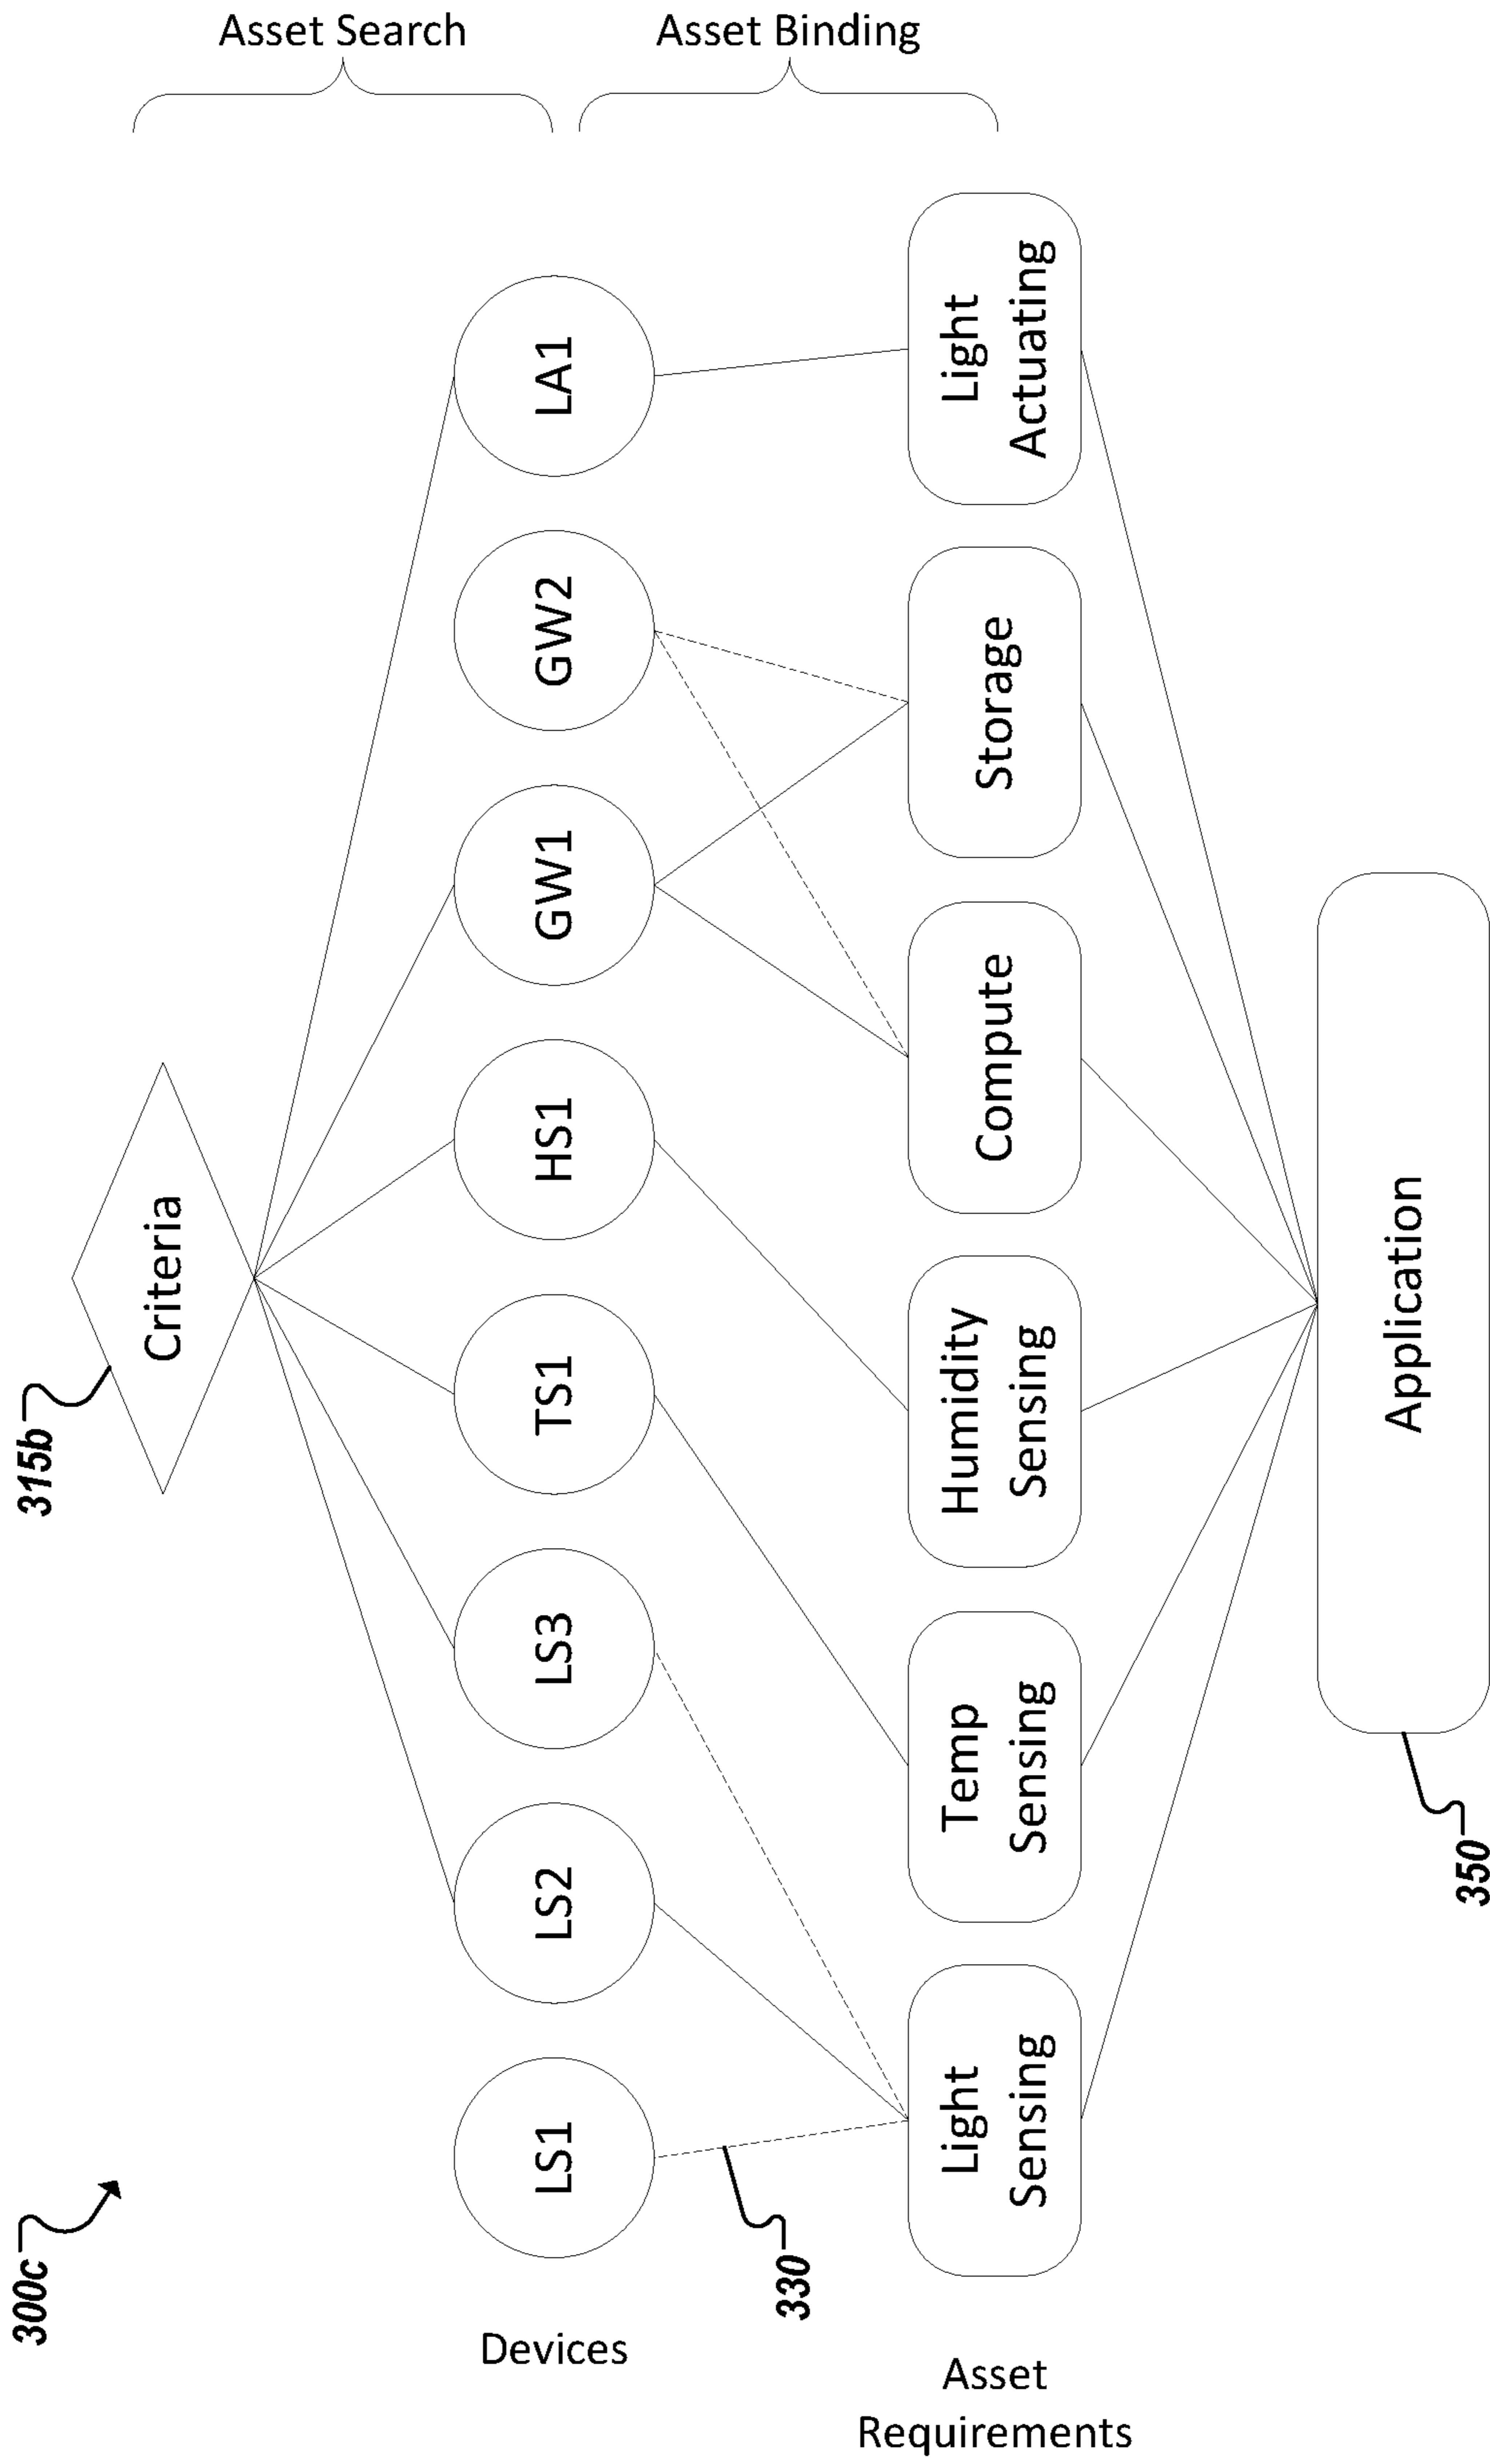 Asset Search
Asset Binding
315b
Criteria
LS1
LS2
LS3
TS1
HS1
GW1
GW2
LA1
Light
Sensing
Temp
Sensing
Humidity
Sensing
Compute
Storage
Light
Actuating
Application
300c
330
350
Devices
Asset
Requirements